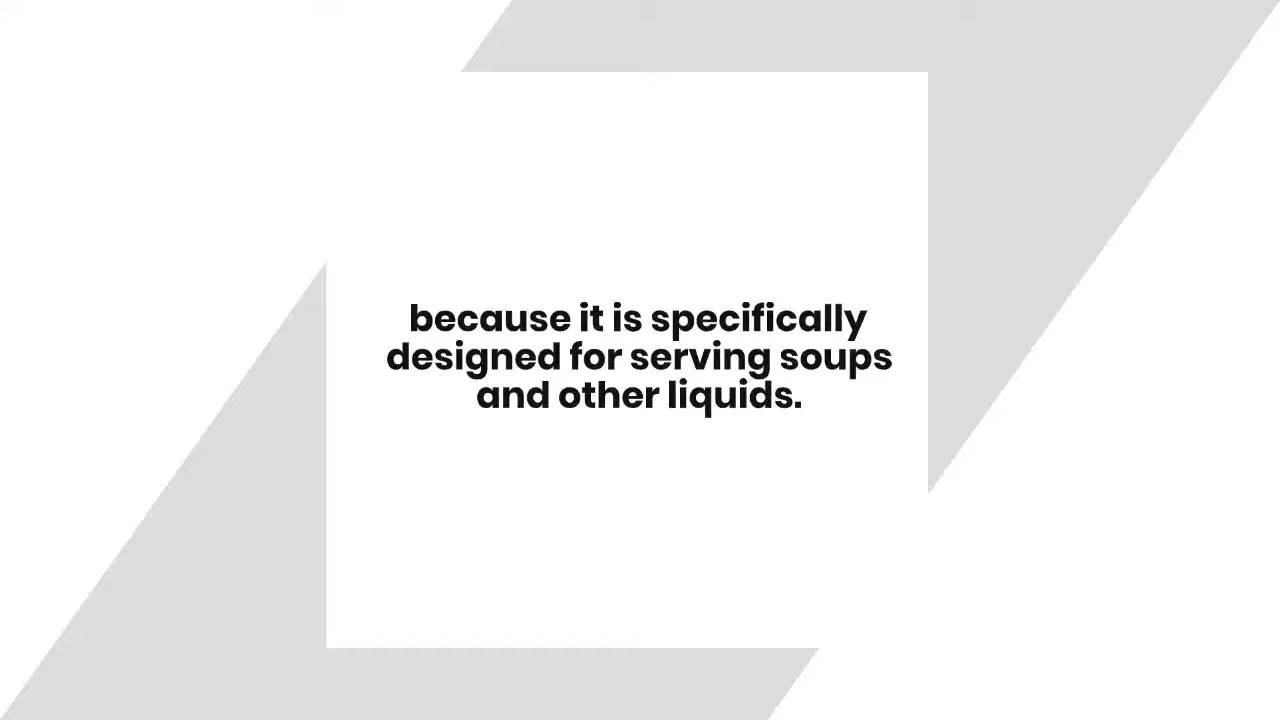 because it is specifically
designed for serving soups
and other liquids.